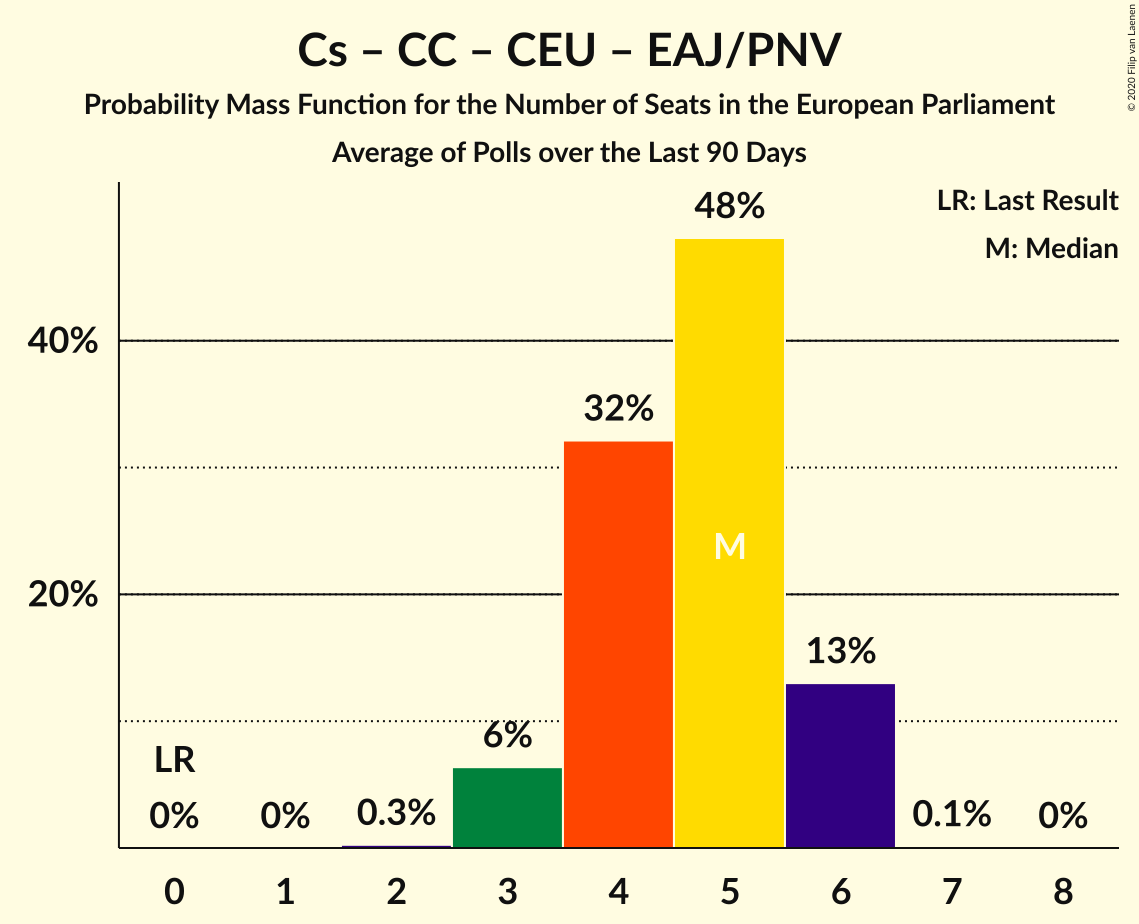 Cs – CC – CEU – EAJ/PNV
Probability Mass Function for the Number of Seats in the European Parliament
Average of Polls over the Last 90 Days
© 2020 Filip van Laenen
LR: Last Result
M: Median
40%
20%
LR
0%
0%
0.3%
6%
32%
48%
M
13%
0.1%
0%
0 1 2 3 4 5 6 7 8